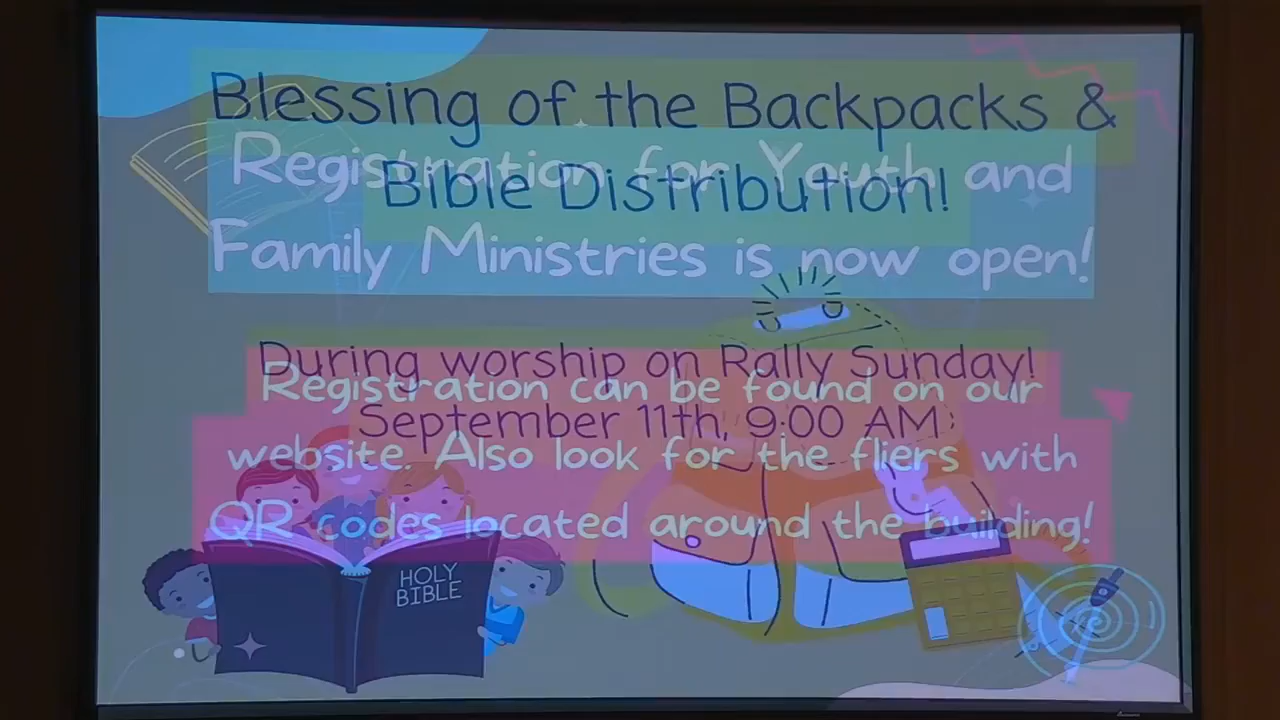 Blessing of the Backpacks &
Bible Distribution!
During worship on Rally Sunday!
September 11th, 9:00 AM
Registration for Youth and
Family Ministries is now open!
Registration can be found on our
website. Also look for the fliers with
QR codes located around the building!
HOLY
BIBLE